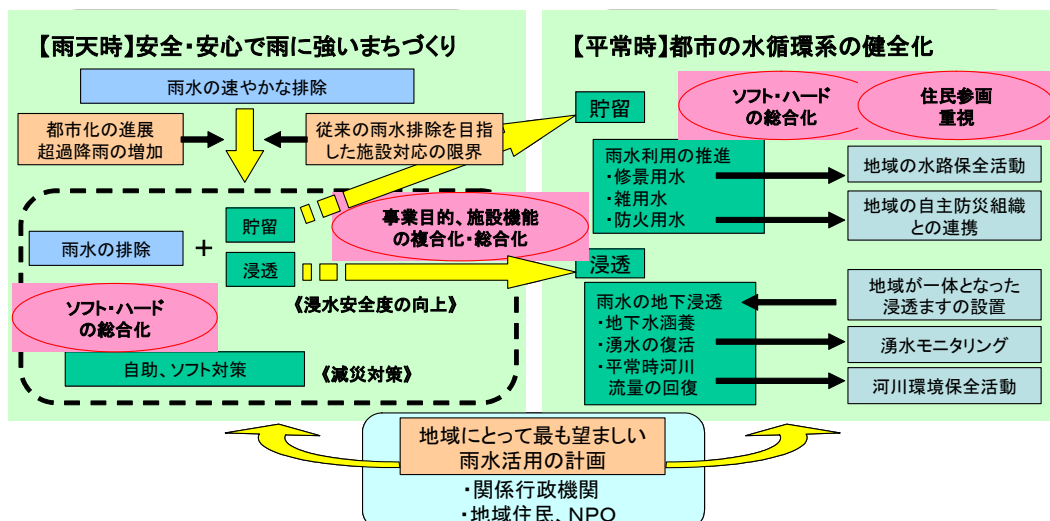 【雨天時】安全・安心で雨に強いまちづくり
雨水の速やかな排除
都市化の進展
超過降雨の増加
従来の雨水排除を目指
した施設対応の限界
雨水の排除
+
貯留
浸透
事業目的、施設機能
の複合化・総合化
《浸水安全度の向上》
ソフト・ハード
の総合化
自助、ソフト対策
《減災対策》
【平常時】都市の水循環系の健全化
ソフト・ハード
の総合化
住民参画
重視
貯留
雨水利用の推進
・修景用水
・雑用水
・防火用水
地域の水路保全活動
地域の自主防災組織
との連携
浸透
雨水の地下浸透
・地下水涵養
・湧水の復活
・平常時河川
流量の回復
地域が一体となった
浸透ますの設置
湧水モニタリング
河川環境保全活動
地域にとって最も望ましい
雨水活用の計画
・関係行政機関
・地域住民、NPO